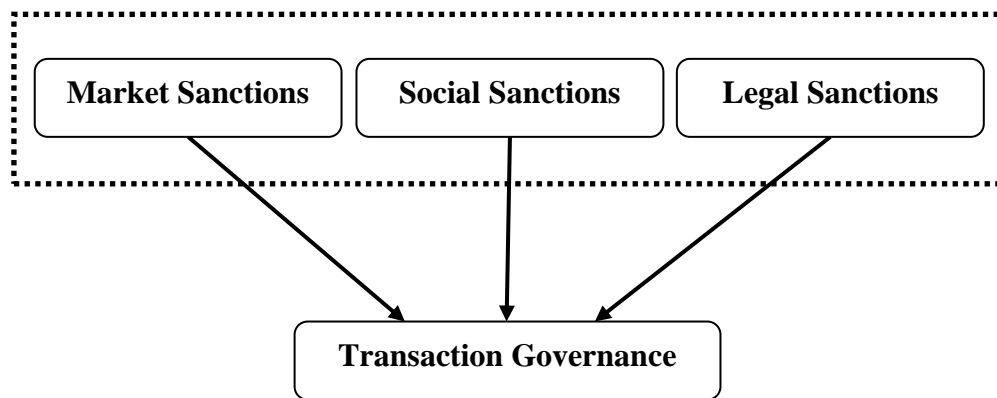 Market Sanctions
Social Sanctions
Legal Sanctions
Transaction Governance